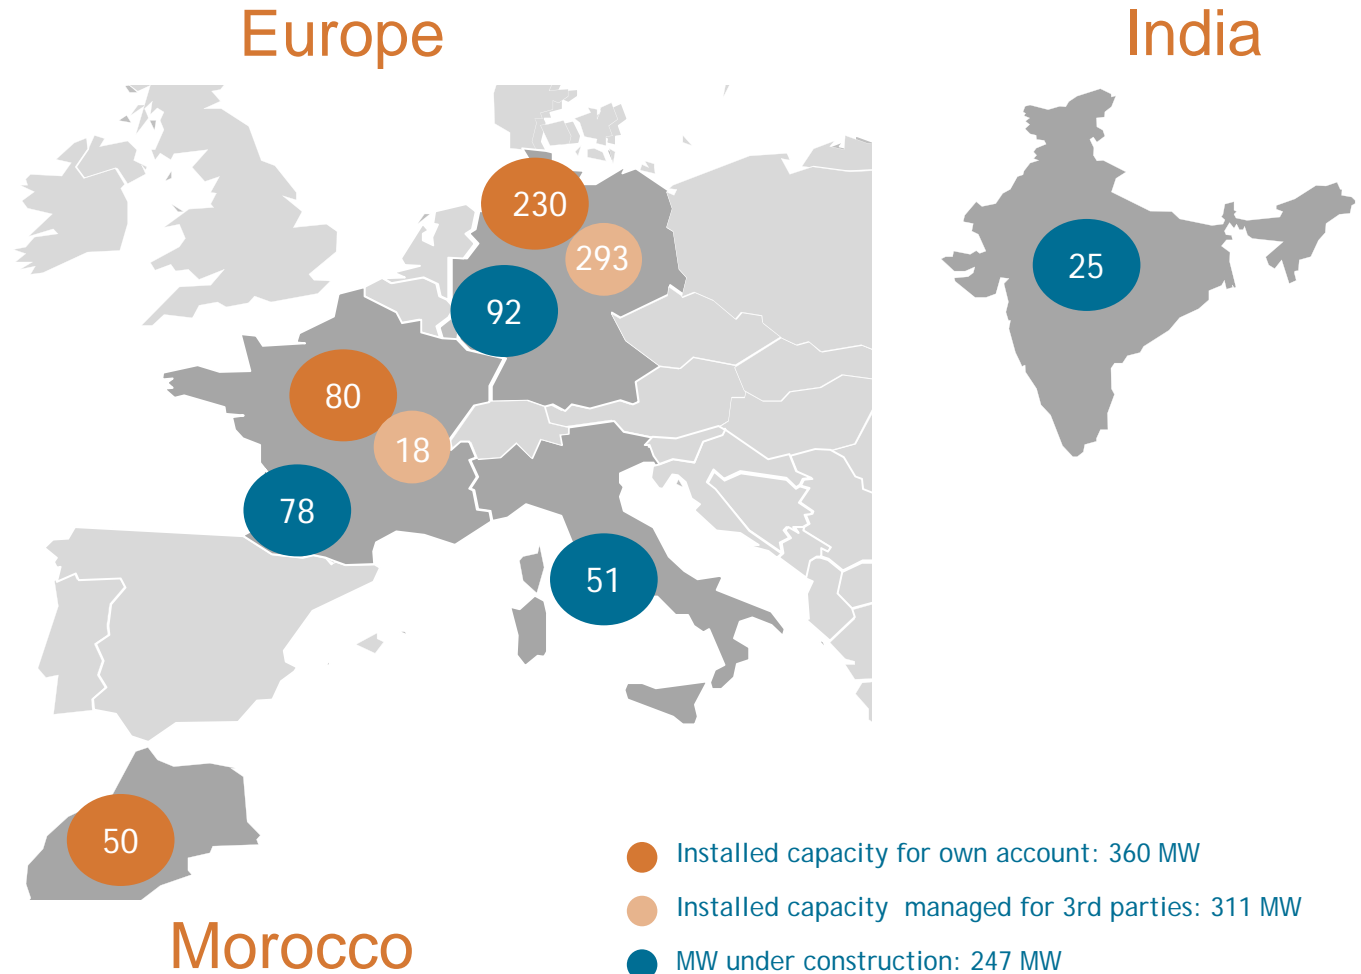 Europe
India
230
293
25
92
80
18
78
51
50
Installed capacity for own account: 360 MW
Installed capacity managed for 3rd parties: 311 MW
MW under construction: 247 MW
Morocco